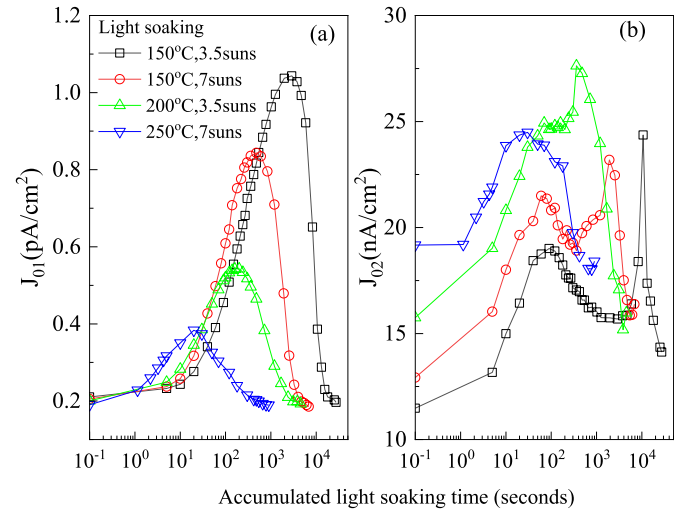 Light soaking
(a)
150°C,3.5suns
150°C,7suns
200°C,3.5suns
250°C,7suns
J₀₁(pA/cm²)
1.0
0.8
0.6
0.4
0.2
10⁻¹ 10⁰ 10¹ 10² 10³ 10⁴
(b)
J₀₂(nA/cm²)
30
25
20
15
10
10⁻¹ 10⁰ 10¹ 10² 10³ 10⁴
Accumulated light soaking time (seconds)